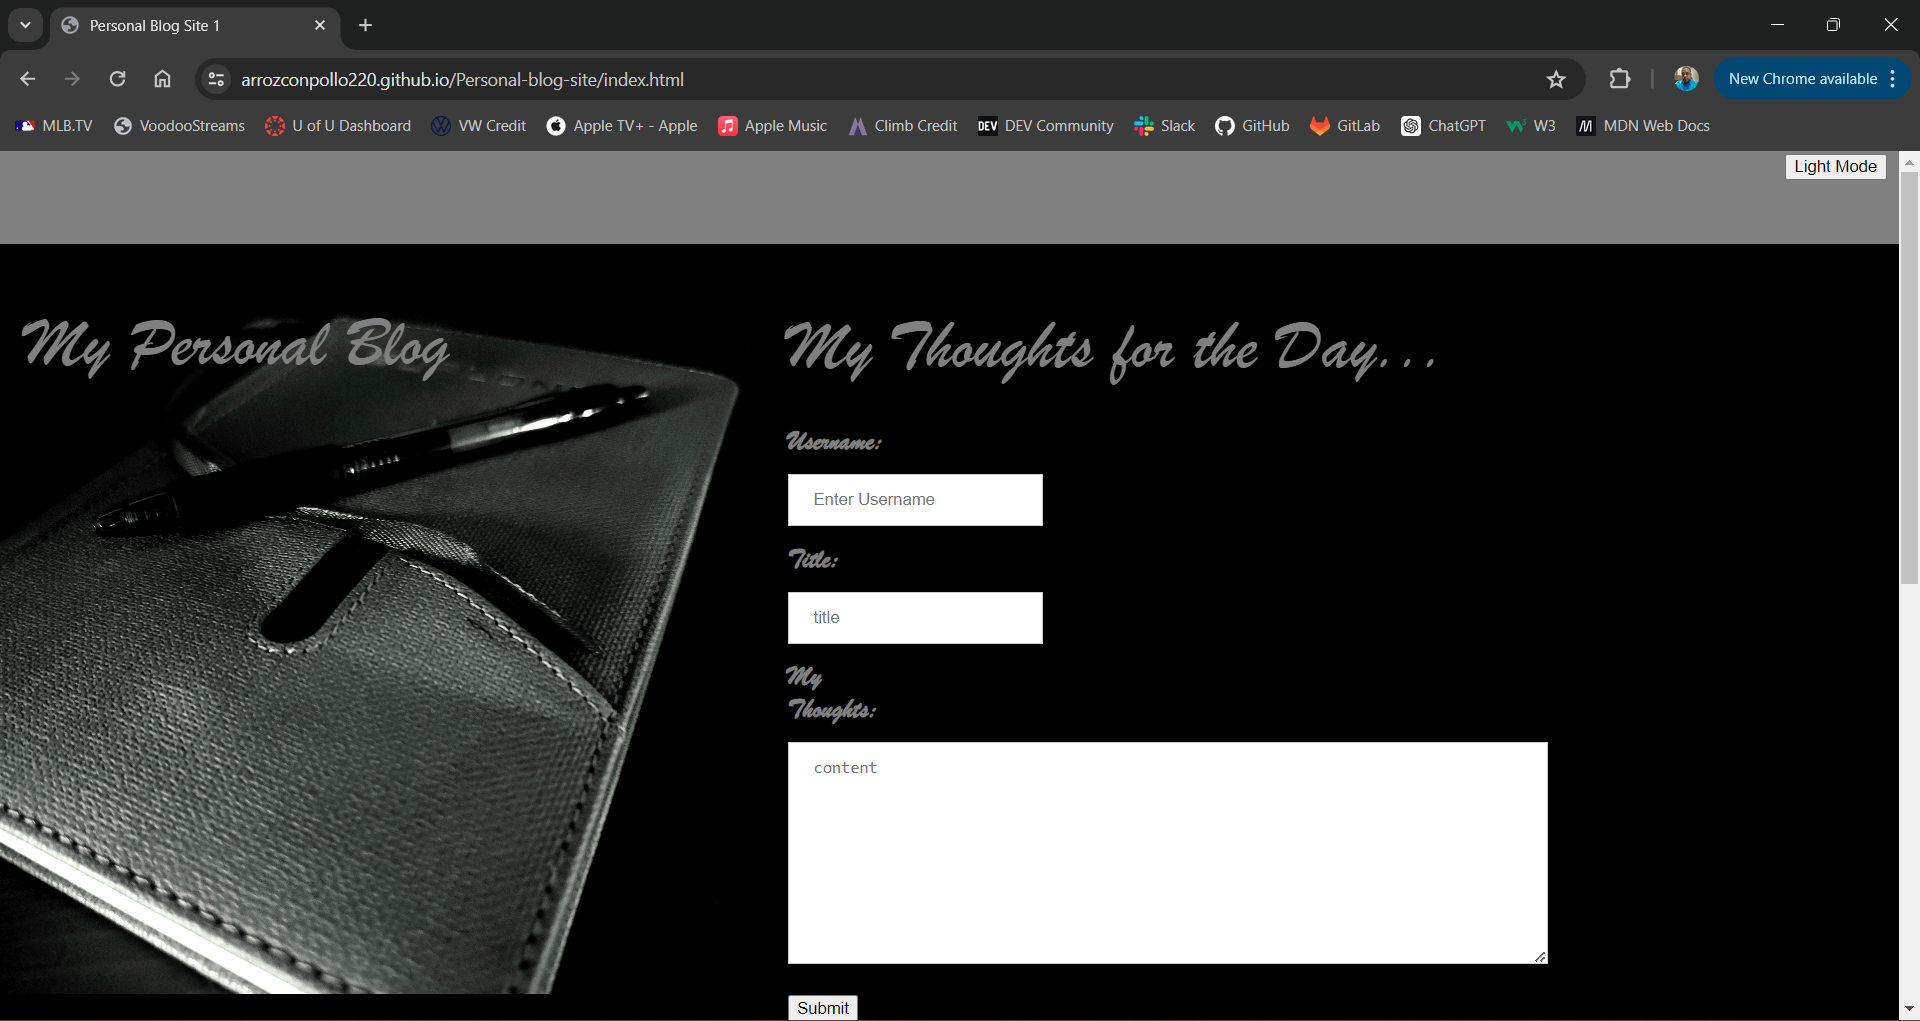 Personal Blog Site 1
arrozconpollo220.github.io/Personal-blog-site/index.html
New Chrome available
MLB.TV VoodooStreams U of U Dashboard VW Credit Apple TV+ - Apple Apple Music Climb Credit DEV DEV Community Slack GitHub GitLab ChatGPT W3 M MDN Web Docs
Light Mode
My Personal Blog
My Thoughts for the Day...
Username:
Enter Username
Title:
title
My
Thoughts:
content
Submit